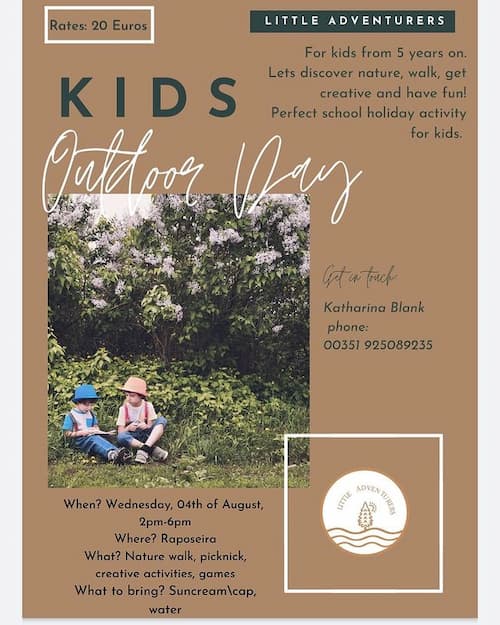 Rates: 20 Euros
LITTLE ADVENTURERS
For kids from 5 years on.
Lets discover nature, walk, get
creative and have fun!
Perfect school holiday activity
for kids.
KIDS
Outdoor Day
Get in touch
Katharina Blank
phone:
00351 925089235
LITTLE ADVENTURERS
When? Wednesday, 04th of August,
2pm-6pm
Where? Raposeira
What? Nature walk, picknick,
creative activities, games
What to bring? Suncream\cap,
water